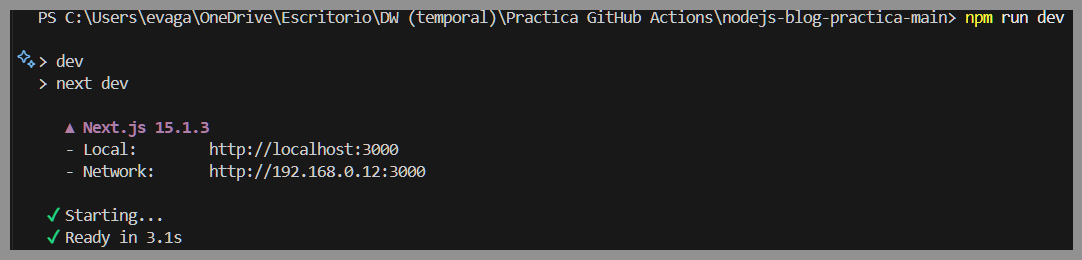 PS C:\Users\evaga\OneDrive\Escritorio\DW (temporal)\Practica GitHub Actions\nodejs-blog-practica-main> npm run dev
> dev
> next dev
▲ Next.js 15.1.3
- Local: http://localhost:3000
- Network: http://192.168.0.12:3000
✓ Starting...
✓ Ready in 3.1s